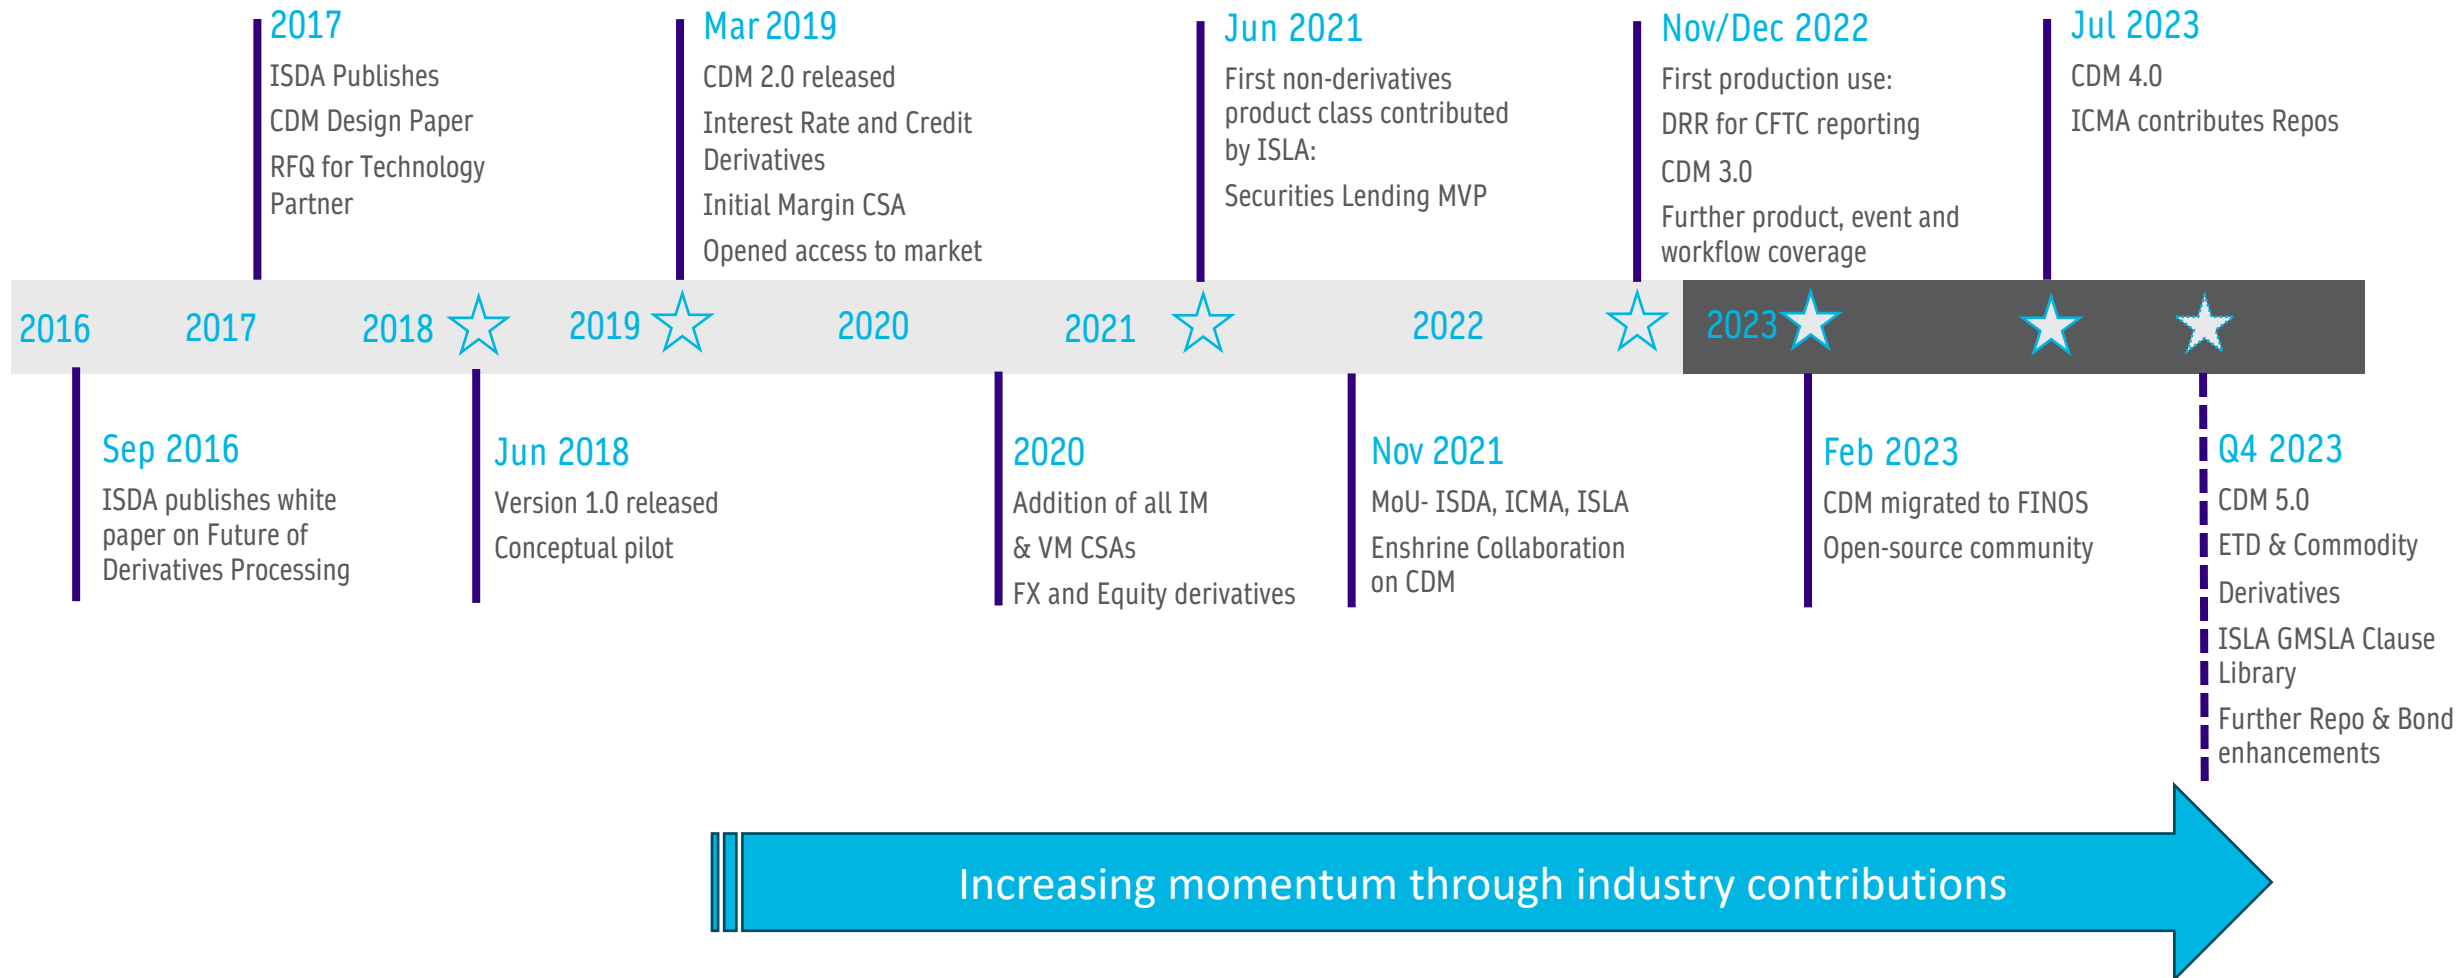 2017
ISDA Publishes
CDM Design Paper
RFQ for Technology
Partner
Mar 2019
CDM 2.0 released
Interest Rate and Credit
Derivatives
Initial Margin CSA
Opened access to market
Jun 2021
First non-derivatives
product class contributed
by ISLA:
Securities Lending MVP
Nov/Dec 2022
First production use:
DRR for CFTC reporting
CDM 3.0
Further product, event and
workflow coverage
Jul 2023
CDM 4.0
ICMA contributes Repos
2016 2017 2018 2019 2020 2021 2022 2023
Sep 2016
ISDA publishes white
paper on Future of
Derivatives Processing
Jun 2018
Version 1.0 released
Conceptual pilot
2020
Addition of all IM
& VM CSAs
FX and Equity derivatives
Nov 2021
MoU- ISDA, ICMA, ISLA
Enshrine Collaboration
on CDM
Feb 2023
CDM migrated to FINOS
Open-source community
Q4 2023
CDM 5.0
ETD & Commodity
Derivatives
ISLA GMSLA Clause
Library
Further Repo & Bond
enhancements
Increasing momentum through industry contributions